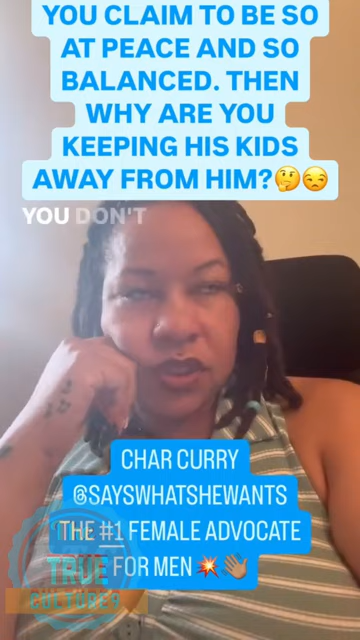 YOU CLAIM TO BE SO
AT PEACE AND SO
BALANCED. THEN
WHY ARE YOU
KEEPING HIS KIDS
AWAY FROM HIM?🤔😒
YOU DON'T
CHAR CURRY
@SAYSWHATSHEWANTS
THE #1 FEMALE ADVOCATE
FOR MEN 💥👋🏽
TRUE
CULTURE9